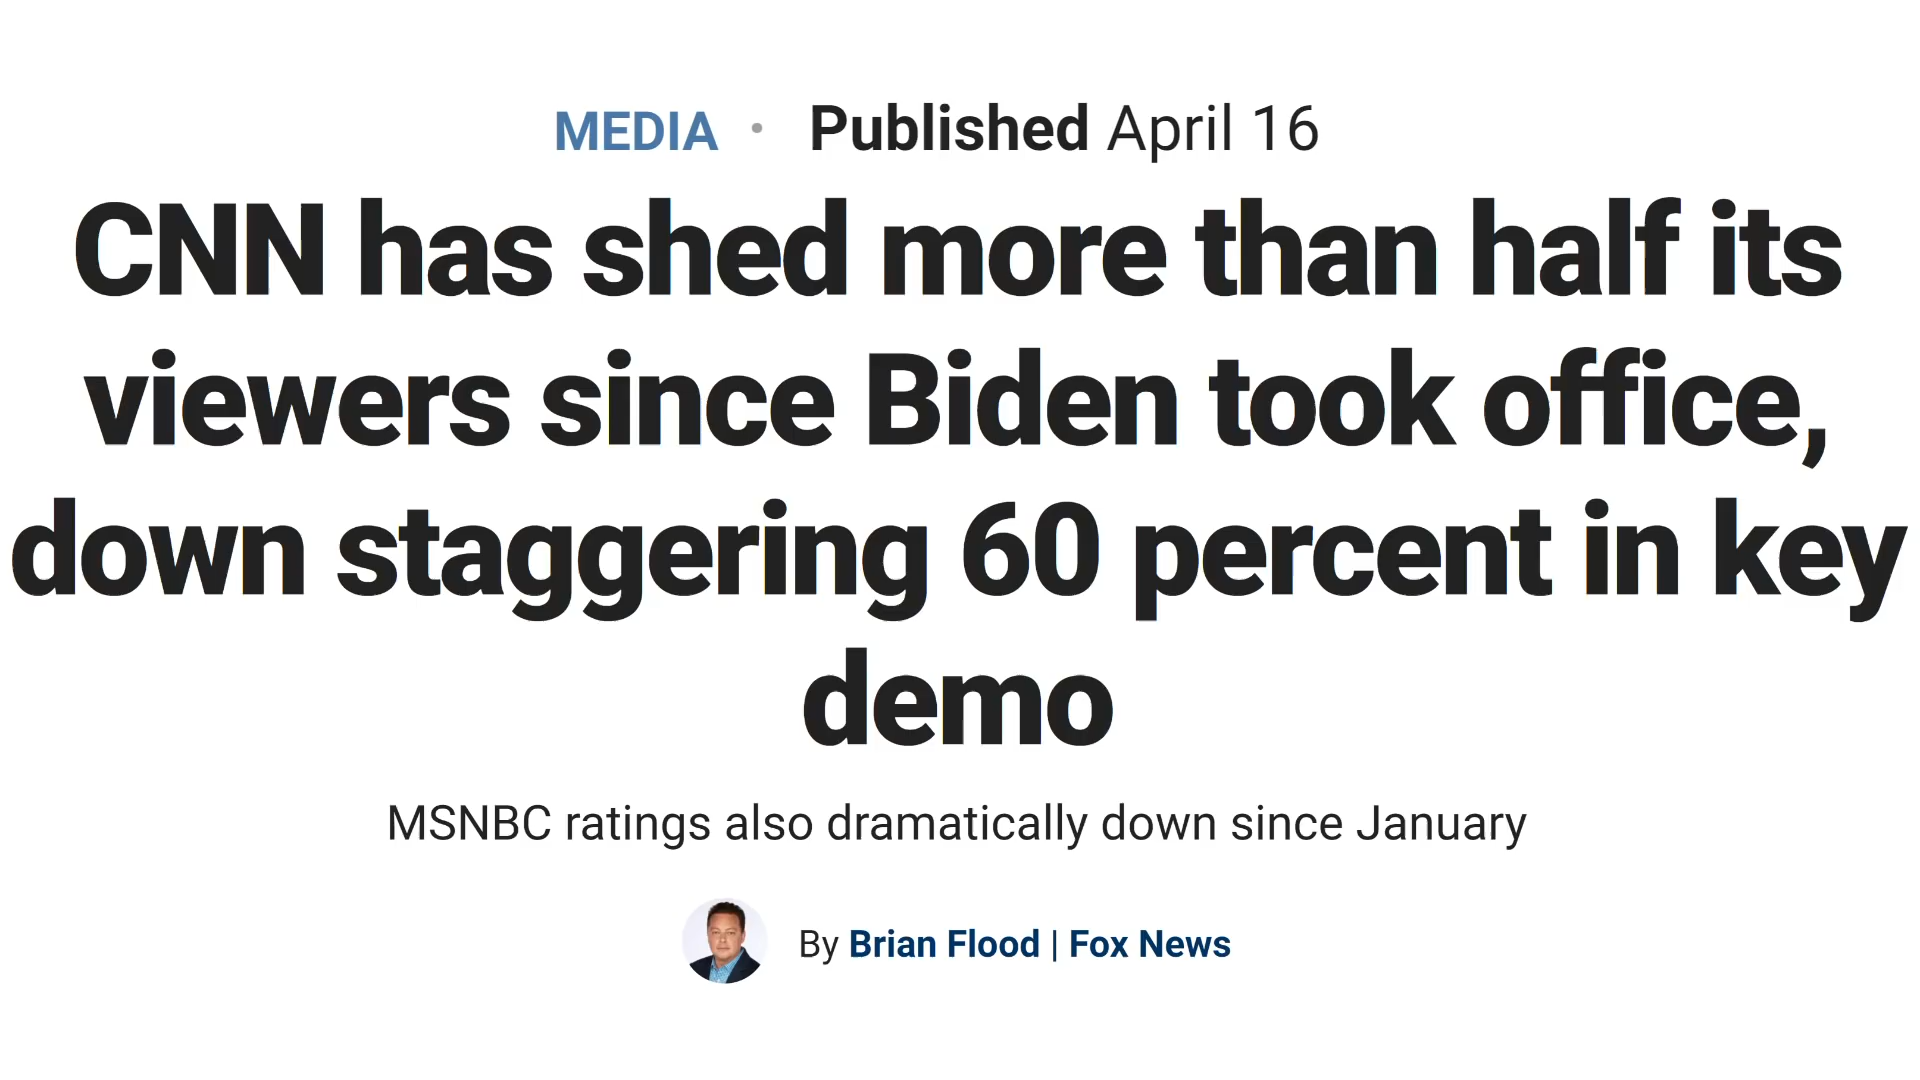 MEDIA • Published April 16
CNN has shed more than half its
viewers since Biden took office,
down staggering 60 percent in key
demo
MSNBC ratings also dramatically down since January
By Brian Flood | Fox News